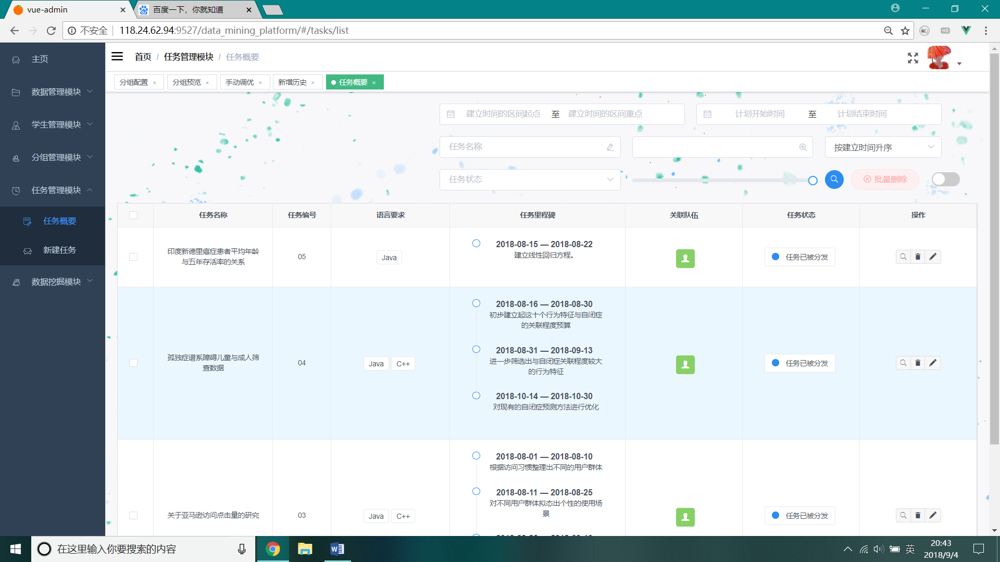 vue-admin
百度一下，你就知道
不安全
118.24.62.94:9527/data_mining_platform/#/tasks/list
HD
主页
数据管理模块
学生管理模块
分组管理模块
任务管理模块
任务概要
新建任务
数据挖掘模块
首页 / 任务管理模块 / 任务概要
分组配置 ×
分组预览 ×
手动调优 ×
新增历史 ×
任务概要 ×
建立时间的区间起点 至 建立时间的区间重点
计划开始时间 至 计划结束时间
任务名称
按建立时间升序
任务状态
批量删除
任务名称 任务编号 语言要求 任务里程碑 关联队伍 任务状态 操作
印度新德里癌症患者平均年龄
与五年存活率的关系
05
Java
2018-08-15 — 2018-08-22
建立线性回归方程。
任务已被分发
孤独症谱系障碍儿童与成人筛
查数据
04
Java C++
2018-08-16 — 2018-08-30
初步建立起这十个行为特征与自闭症
的关联程度预算
2018-08-31 — 2018-09-13
进一步筛选出与自闭症关联程度较大
的行为特征
2018-10-14 — 2018-10-30
对现有的自闭症预测方法进行优化
任务已被分发
关于亚马逊访问点击量的研究
03
Java C++
2018-08-01 — 2018-08-10
根据访问习惯整理出不同的用户群体
2018-08-11 — 2018-08-25
对不同用户群体拟态出个性的使用场
景
任务已被分发
在这里输入你要搜索的内容
英
20:43
2018/9/4